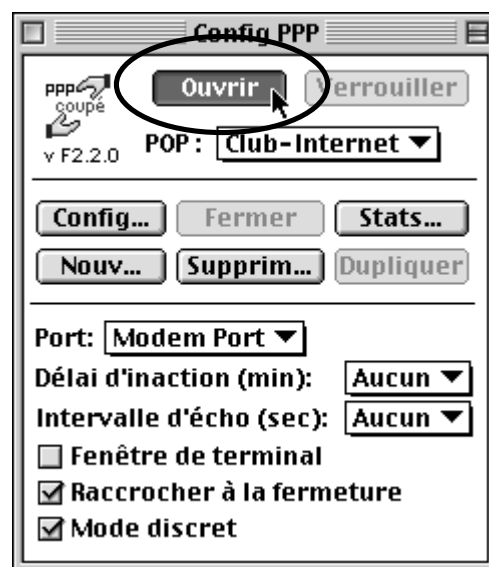 Config PPP
PPP
coupé
v F2.2.0
Ouvrir
Verrouiller
POP : Club-Internet
Config... Fermer Stats...
Nouv... Supprim... Dupliquer
Port: Modem Port
Délai d'inaction (min): Aucun
Intervalle d'écho (sec): Aucun
Fenêtre de terminal
Raccrocher à la fermeture
Mode discret